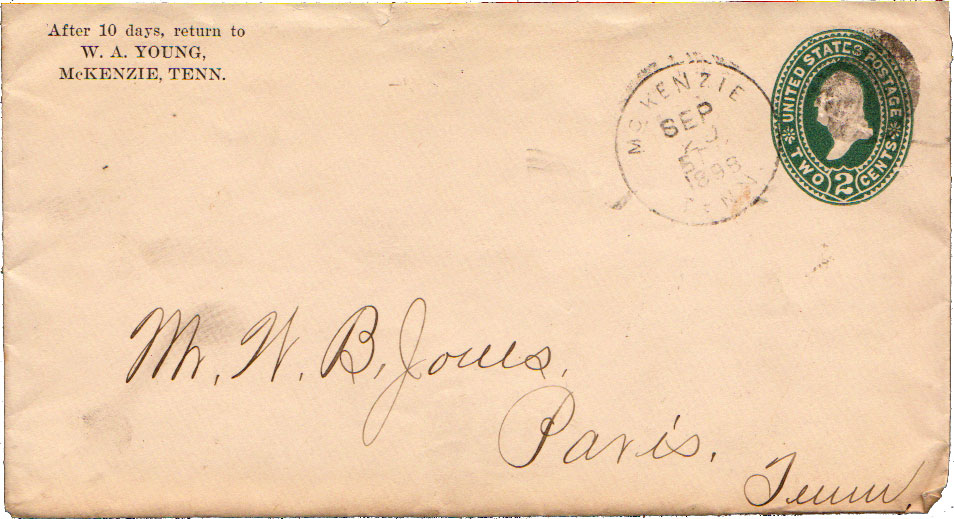 After 10 days, return to
W. A. YOUNG,
McKENZIE, TENN.
MCKENZIE
SEP
1898
TENN.
UNITED STATES POSTAGE
TWO 2 CENTS
Mr. W. B. Jones.
Paris.
Tenn,